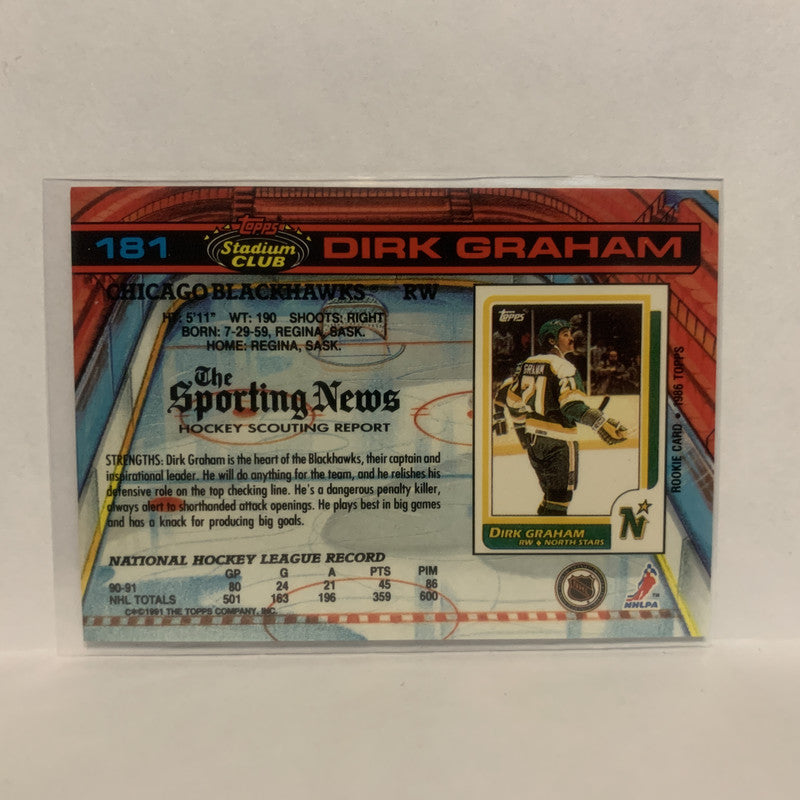 181
Topps
Stadium
CLUB
DIRK GRAHAM
CHICAGO BLACKHAWKS RW
HT: 5'11" WT: 190 SHOOTS: RIGHT
BORN: 7-29-59, REGINA, SASK.
HOME: REGINA, SASK.
The
Sporting News
HOCKEY SCOUTING REPORT
STRENGTHS: Dirk Graham is the heart of the Blackhawks, their captain and
inspirational leader. He will do anything for the team, and he relishes his
defensive role on the top checking line. He's a dangerous penalty killer,
always alert to shorthanded attack openings. He plays best in big games
and has a knack for producing big goals.
NATIONAL HOCKEY LEAGUE RECORD
GP G A PTS PIM
90-91 80 24 21 45 86
NHL TOTALS 501 163 196 359 600
©1991 THE TOPPS COMPANY, INC.
TOPPS
GRAHAM
21
21
DIRK GRAHAM
RW ♦ NORTH STARS
N
ROOKIE CARD • 1986 TOPPS
NHLPA ™